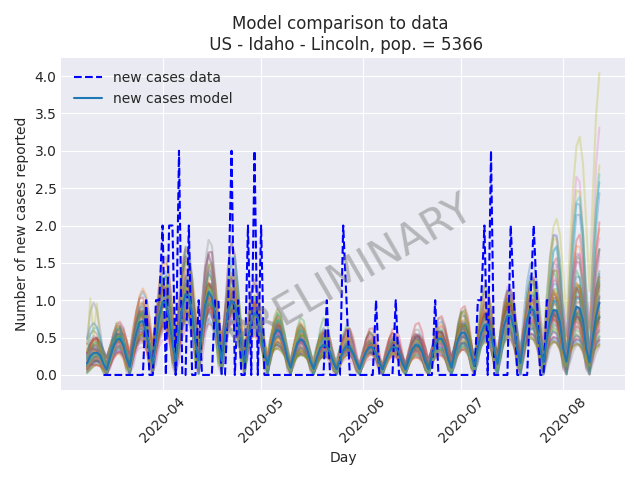 Model comparison to data
US - Idaho - Lincoln, pop. = 5366
new cases data
new cases model
PRELIMINARY
Number of new cases reported
4.0
3.5
3.0
2.5
2.0
1.5
1.0
0.5
0.0
2020-04
2020-05
2020-06
2020-07
2020-08
Day